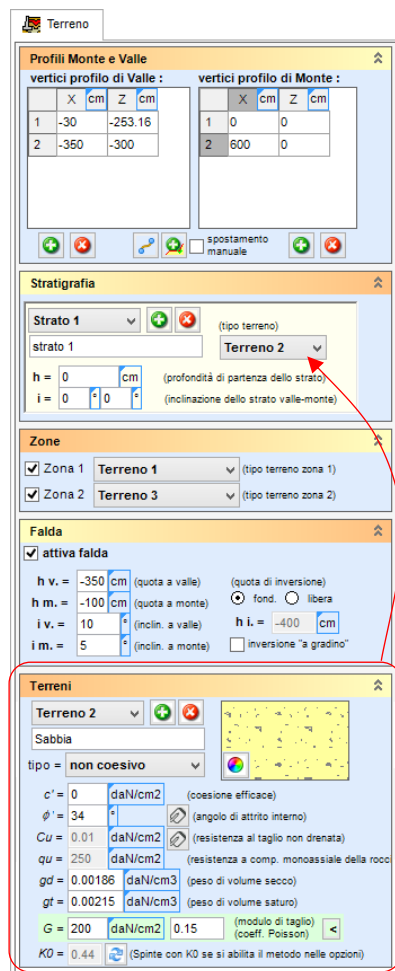 Terreno
Profili Monte e Valle
vertici profilo di Valle : vertici profilo di Monte :
X cm Z cm X cm Z cm
1 -30 -253.16 1 0 0
2 -350 -300 2 600 0
spostamento
manuale
Stratigrafia
Strato 1 (tipo terreno)
strato 1 Terreno 2
h = 0 cm (profondità di partenza dello strato)
i = 0 ° 0 ° (inclinazione dello strato valle-monte)
Zone
Zona 1 Terreno 1 (tipo terreno zona 1)
Zona 2 Terreno 3 (tipo terreno zona 2)
Falda
attiva falda
h v. = -350 cm (quota a valle) (quota di inversione)
h m. = -100 cm (quota a monte) fond. libera
i v. = 10 ° (inclin. a valle) h i. = -400 cm
i m. = 5 ° (inclin. a monte) inversione "a gradino"
Terreni
Terreno 2
Sabbia
tipo = non coesivo
c' = 0 daN/cm2 (coesione efficace)
ϕ' = 34 ° (angolo di attrito interno)
Cu = 0.01 daN/cm2 (resistenza al taglio non drenata)
qu = 250 daN/cm2 (resistenza a comp. monoassiale della rocci
gd = 0.00186 daN/cm3 (peso di volume secco)
gt = 0.00215 daN/cm3 (peso di volume saturo)
G = 200 daN/cm2 0.15 (modulo di taglio) <
(coeff. Poisson)
K0 = 0.44 (Spinte con K0 se si abilita il metodo nelle opzioni)